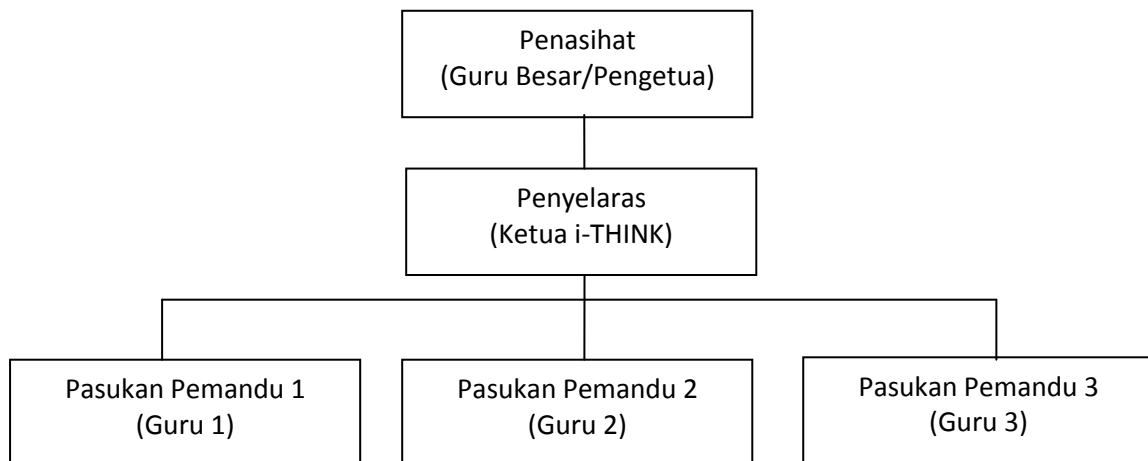 Penasihat
(Guru Besar/Pengetua)
Penyelaras
(Ketua i-THINK)
Pasukan Pemandu 1
(Guru 1)
Pasukan Pemandu 2
(Guru 2)
Pasukan Pemandu 3
(Guru 3)